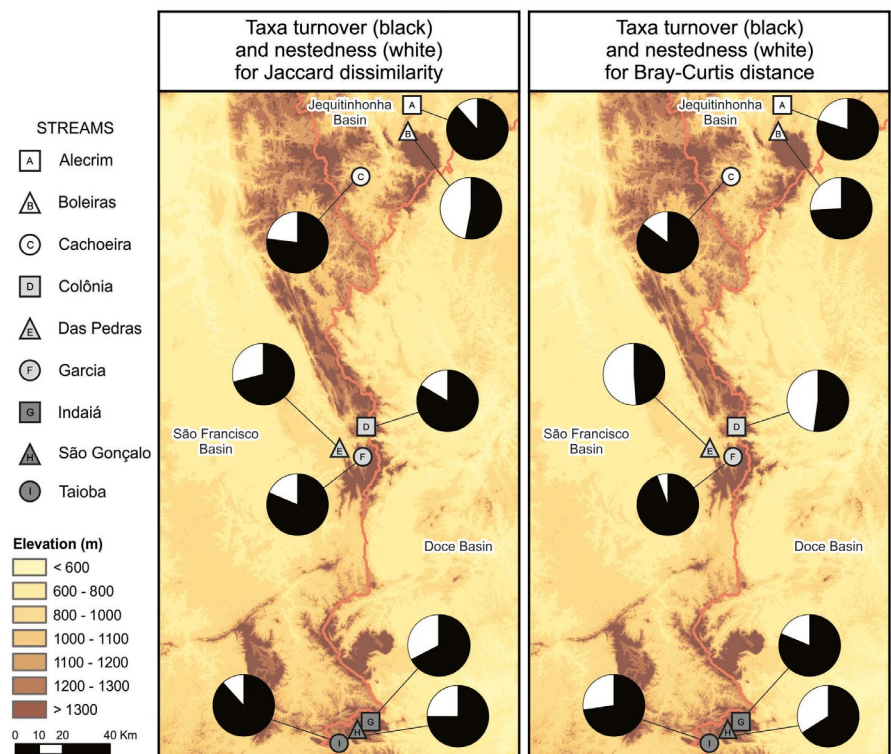 Taxa turnover (black)
and nestedness (white)
for Jaccard dissimilarity
Taxa turnover (black)
and nestedness (white)
for Bray-Curtis distance
STREAMS
A Alecrim
B Boleiras
C Cachoeira
D Colônia
E Das Pedras
F Garcia
G Indaiá
H São Gonçalo
I Taioba
Elevation (m)
< 600
600 - 800
800 - 1000
1000 - 1100
1100 - 1200
1200 - 1300
> 1300
20 10 0 20 40 Km
Jequitinhonha
Basin
A
B
C
São Francisco
Basin
D
E
F
Doce Basin
G
H
I
Jequitinhonha
Basin
A
B
C
São Francisco
Basin
D
E
F
Doce Basin
G
H
I